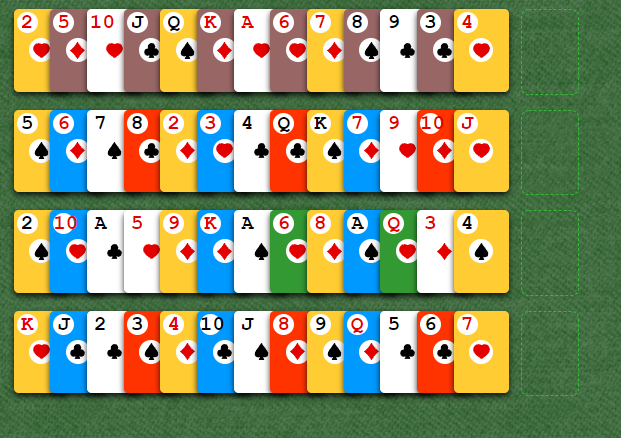 2 5 10 J Q K A 6 7 8 9 3 4
5 6 7 8 2 3 4 Q K 7 9 10 J
2 10 A 5 9 K A 6 8 A Q 3 4
K J 2 3 4 10 J 8 9 Q 5 6 7